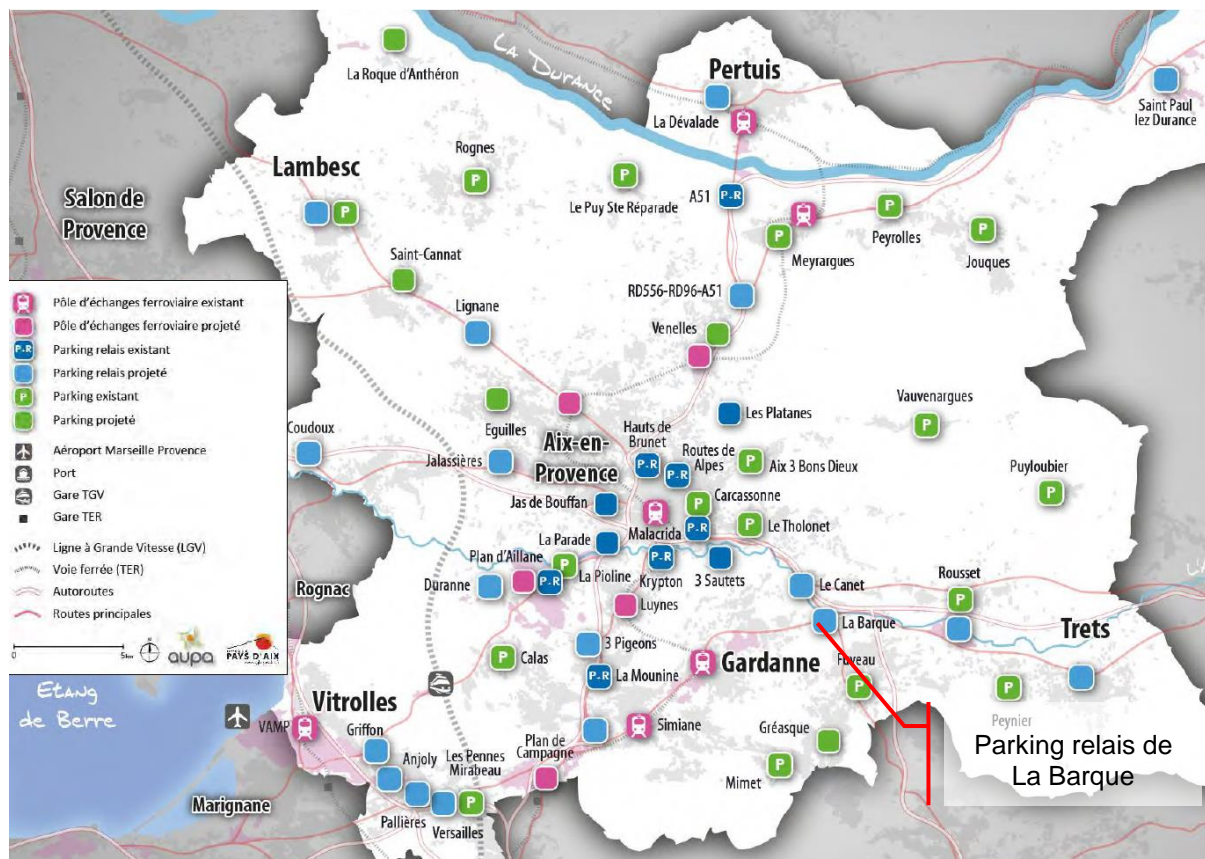 La Roque d'Anthéron
LA DURANCE
Pertuis
La Dévalade
Saint Paul
lez Durance
Rognes
Lambesc
Le Puy Ste Réparade
A51
P-R
Salon de
Provence
P
P
P
P
P
P
Meyrargues
Peyrolles
Jouques
Saint-Cannat
Lignane
RD556-RD96-A51
Venelles
Pôle d'échanges ferroviaire existant
Pôle d'échanges ferroviaire projeté
P-R
Parking relais existant
Parking relais projeté
P
Parking existant
Parking projeté
Aéroport Marseille Provence
Port
Gare TGV
Gare TER
Ligne à Grande Vitesse (LGV)
Voie ferrée (TER)
Autoroutes
Routes principales
0
5km
N
aupa
PAYS D'AIX
Eguilles
Les Platanes
Vauvenargues
P
Coudoux
Aix-en-
Provence
Hauts de
Brunet
Routes de
Alpes
P-R
P-R
P
Aix 3 Bons Dieux
Puyloubier
P
Jalassières
Jas de Bouffan
Carcassonne
P
Malacrida
P-R
P
Le Tholonet
La Parade
Plan d'Aillane
P
P-R
La Pioline
P-R
Krypton
3 Sautets
Duranne
Rognac
Luynes
Le Canet
Rousset
P
La Barque
Trets
3 Pigeons
P
Calas
P-R
La Mounine
Gardanne
Fuveau
P
P
Peynier
ETANG
DE BERRE
Vitrolles
VAMP
Griffon
Simiane
Gréasque
Plan de
Campagne
P
Mimet
Anjoly
Les Pennes
Mirabeau
P
Marignane
Pallières
Versailles
Parking relais de
La Barque